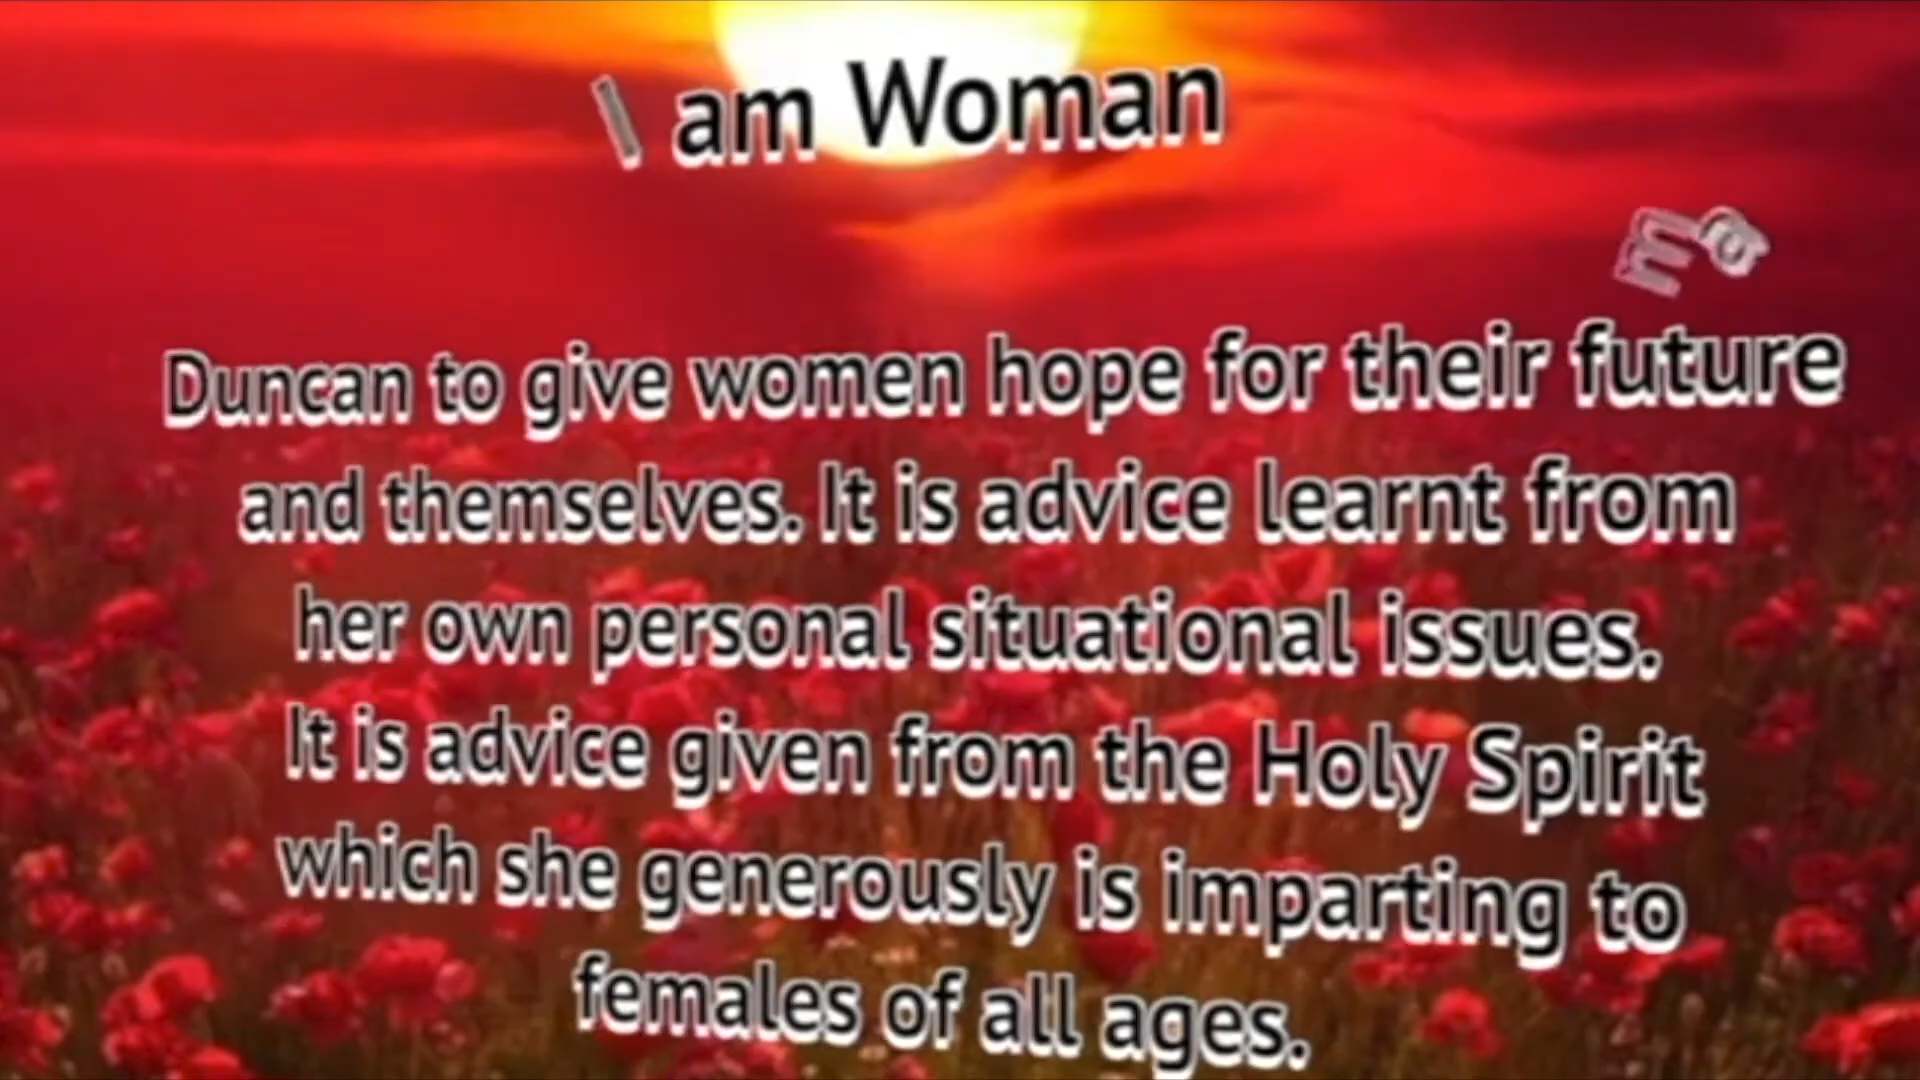 I am Woman
ma
Duncan to give women hope for their future
and themselves. It is advice learnt from
her own personal situational issues.
It is advice given from the Holy Spirit
which she generously is imparting to
females of all ages.